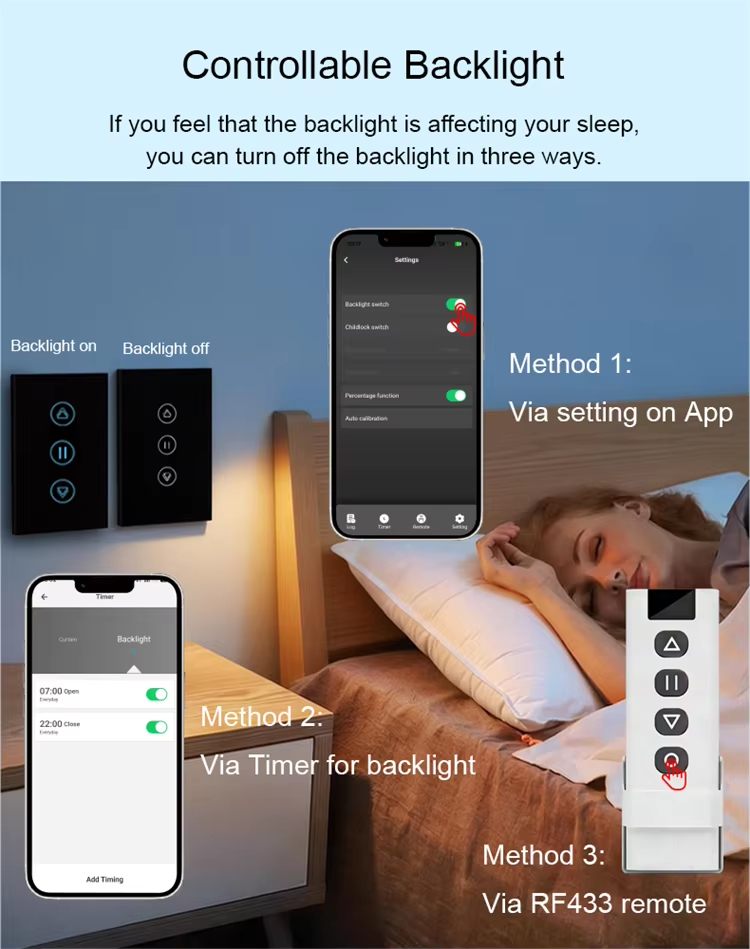 Controllable Backlight
If you feel that the backlight is affecting your sleep,
you can turn off the backlight in three ways.
Settings
Backlight switch
Childlock switch
Percentage function
Auto calibration
Log
Timer
Remote
Setting
Backlight on
Backlight off
Method 1:
Via setting on App
Timer
Curtain
Backlight
07:00 Open
Everyday
22:00 Close
Everyday
Add Timing
Method 2:
Via Timer for backlight
Method 3:
Via RF433 remote